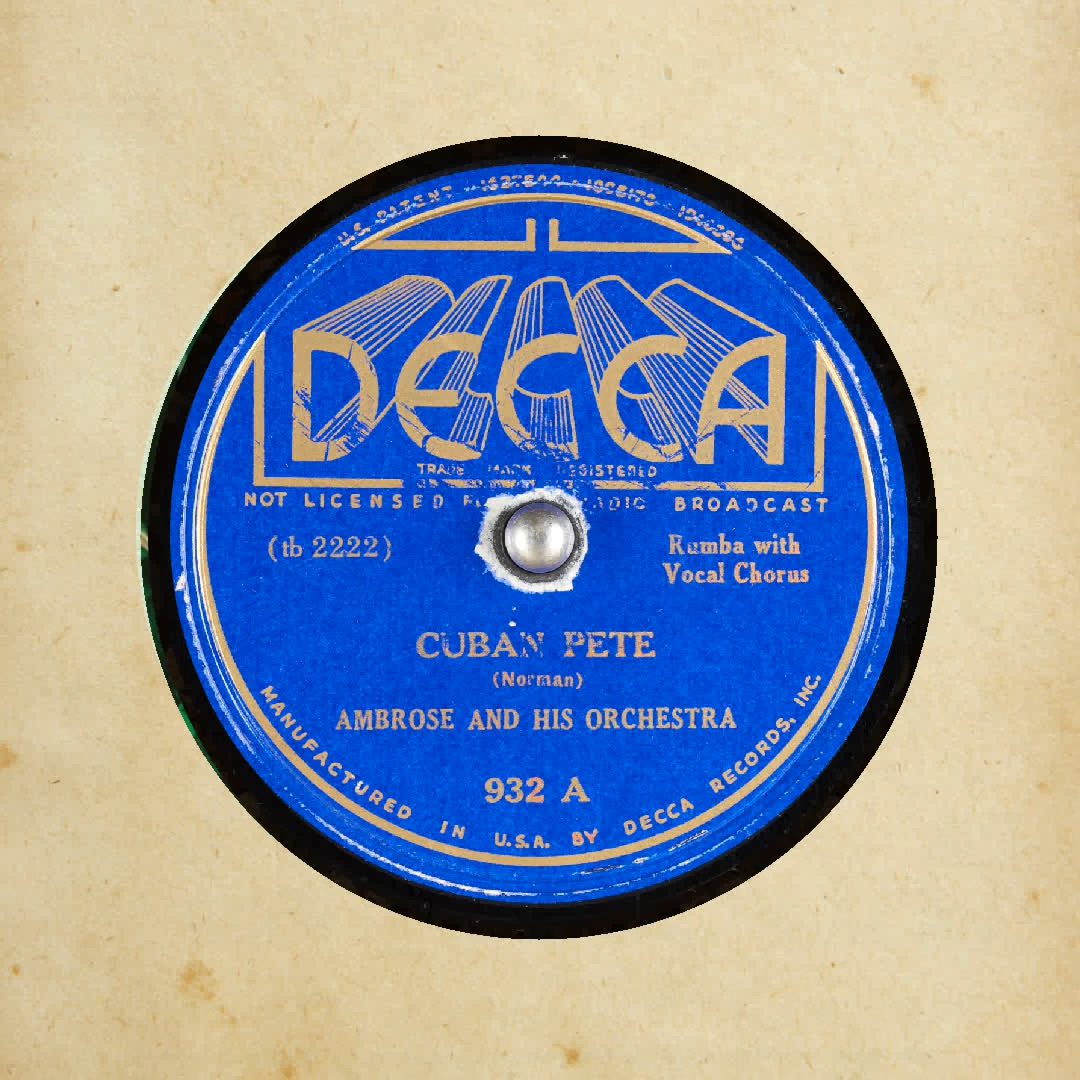 U.S. PATENT
DECCA
TRADE MARK REGISTERED
NOT LICENSED RADIO BROADCAST
(tb 2222)
Rumba with
Vocal Chorus
CUBAN PETE
(Norman)
AMBROSE AND HIS ORCHESTRA
932 A
MANUFACTURED IN U.S.A. BY DECCA RECORDS, INC.